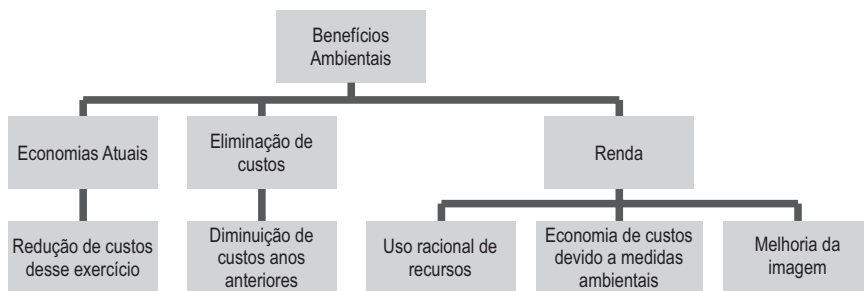 Benefícios
Ambientais
Economias Atuais
Eliminação de
custos
Renda
Redução de custos
desse exercício
Diminuição de
custos anos
anteriores
Uso racional de
recursos
Economia de custos
devido a medidas
ambientais
Melhoria da
imagem